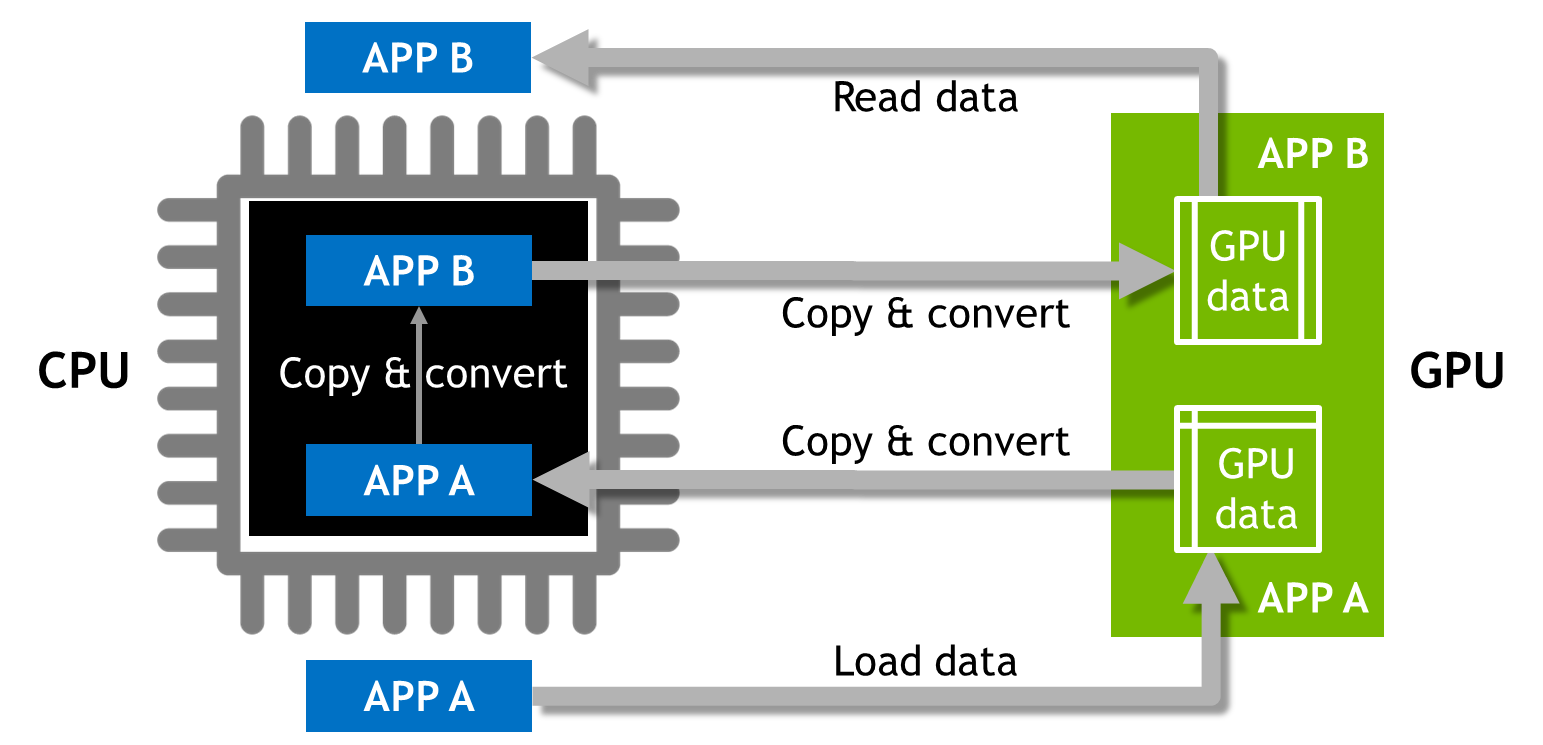 APP B
Read data
APP B
GPU
data
APP B
Copy & convert
CPU
Copy & convert
GPU
Copy & convert
APP A
GPU
data
APP A
Load data
APP A